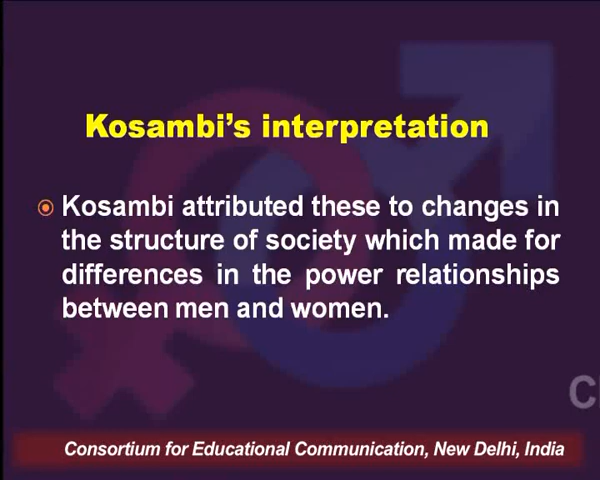 Kosambi's interpretation
Kosambi attributed these to changes in
the structure of society which made for
differences in the power relationships
between men and women.
C
Consortium for Educational Communication, New Delhi, India